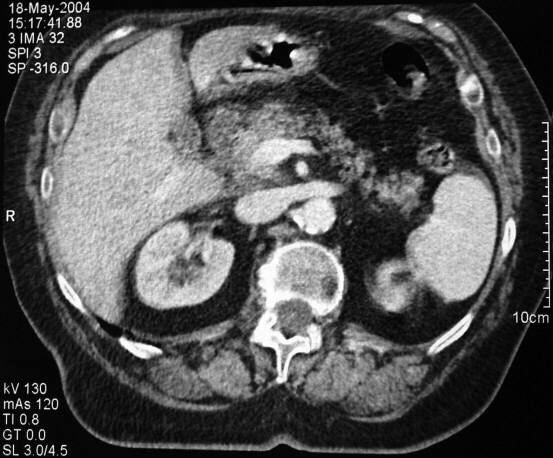 18-May-2004
15:17:41.88
3 IMA 32
SPI 3
SP -316.0
R
10cm
kV 130
mAs 120
TI 0.8
GT 0.0
SL 3.0/4.5